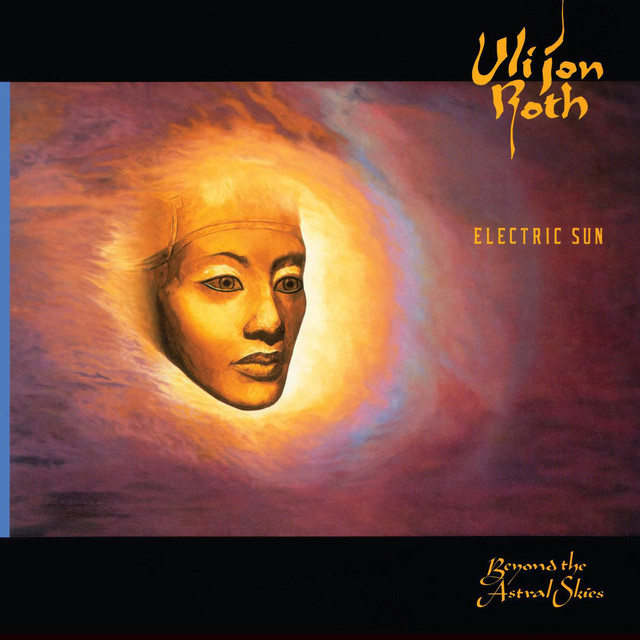 Uli Jon
Roth
ELECTRIC SUN
Beyond the
Astral Skies